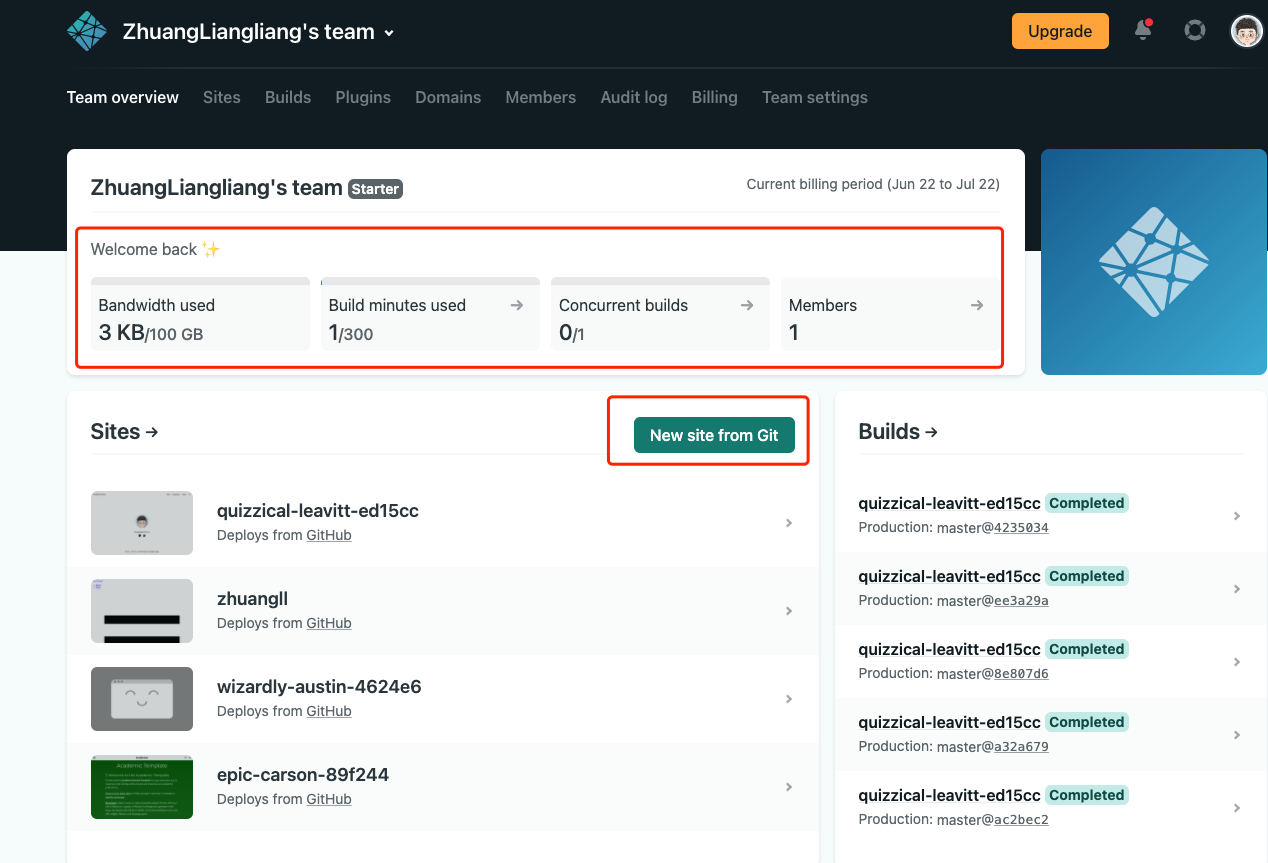 ZhuangLiangliang's team
Upgrade
Team overview Sites Builds Plugins Domains Members Audit log Billing Team settings
ZhuangLiangliang's team Starter
Current billing period (Jun 22 to Jul 22)
Welcome back ✨
Bandwidth used
3 KB/100 GB
Build minutes used →
1/300
Concurrent builds →
0/1
Members →
1
Sites →
New site from Git
quizzical-leavitt-ed15cc
Deploys from GitHub
zhuangll
Deploys from GitHub
wizardly-austin-4624e6
Deploys from GitHub
Academic Template
epic-carson-89f244
Deploys from GitHub
Builds →
quizzical-leavitt-ed15cc Completed
Production: master@4235034
quizzical-leavitt-ed15cc Completed
Production: master@ee3a29a
quizzical-leavitt-ed15cc Completed
Production: master@8e807d6
quizzical-leavitt-ed15cc Completed
Production: master@a32a679
quizzical-leavitt-ed15cc Completed
Production: master@ac2bec2